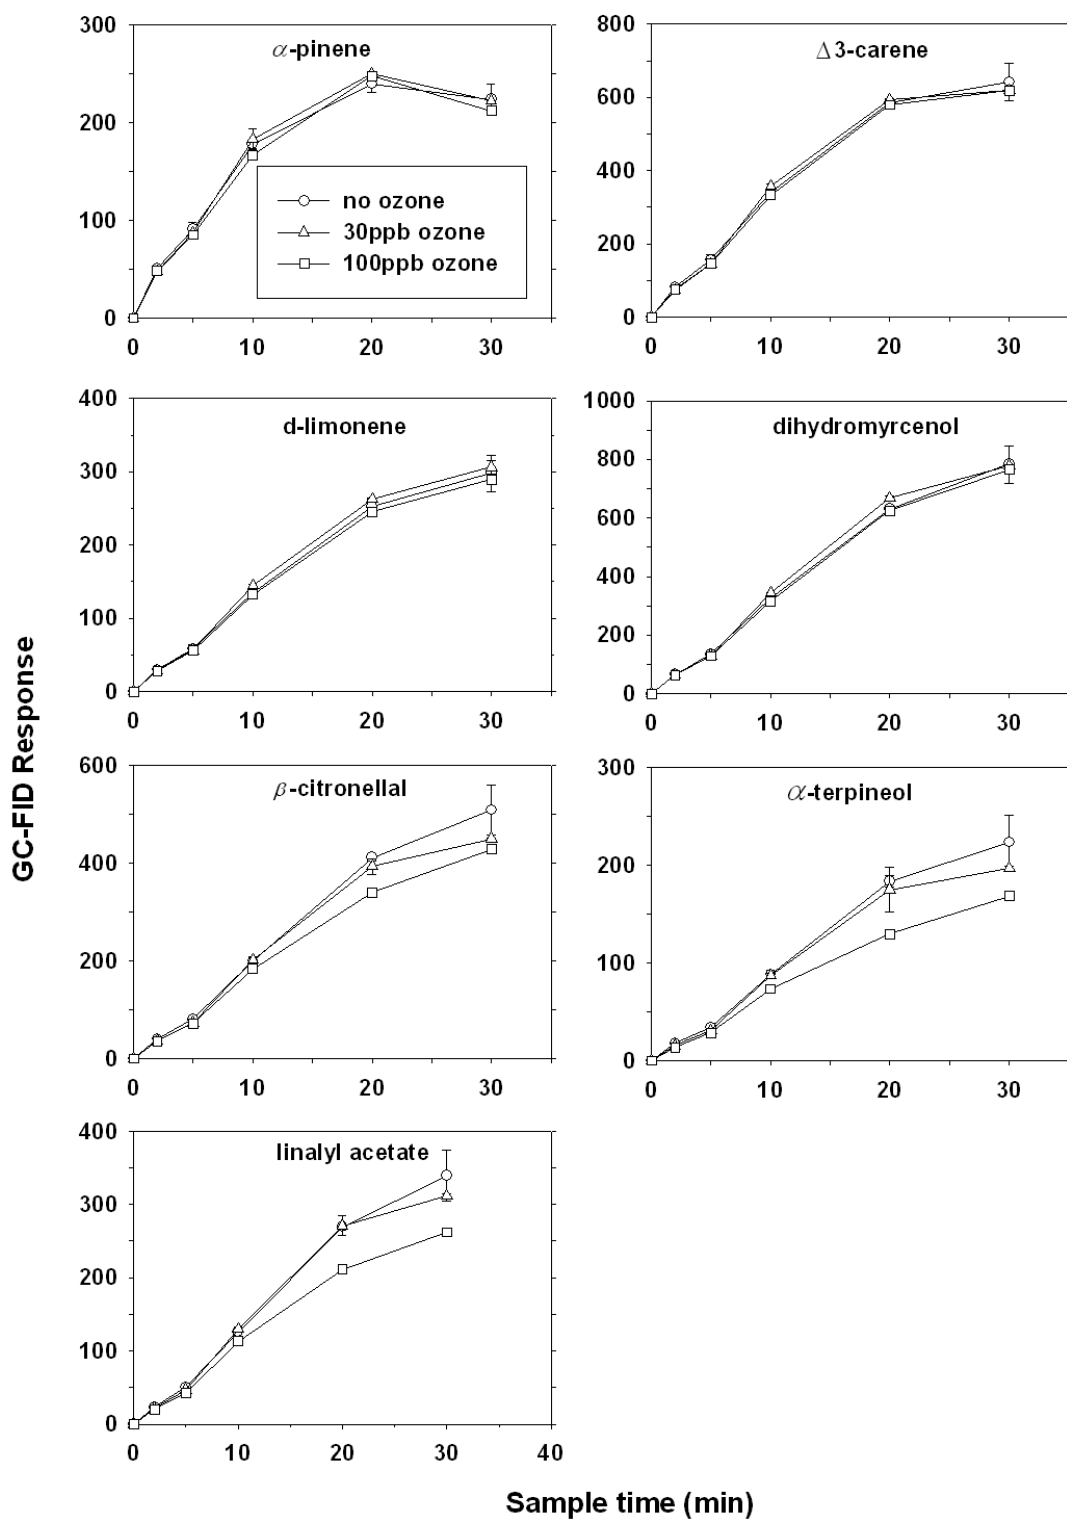 GC-FID Response
α-pinene
300
200
100
0
0 10 20 30
no ozone
30ppb ozone
100ppb ozone
Δ3-carene
800
600
400
200
0
0 10 20 30
d-limonene
400
300
200
100
0
0 10 20 30
dihydromyrcenol
1000
800
600
400
200
0
0 10 20 30
β-citronellal
600
400
200
0
0 10 20 30
α-terpineol
300
200
100
0
0 10 20 30
linalyl acetate
400
300
200
100
0
0 10 20 30 40
Sample time (min)